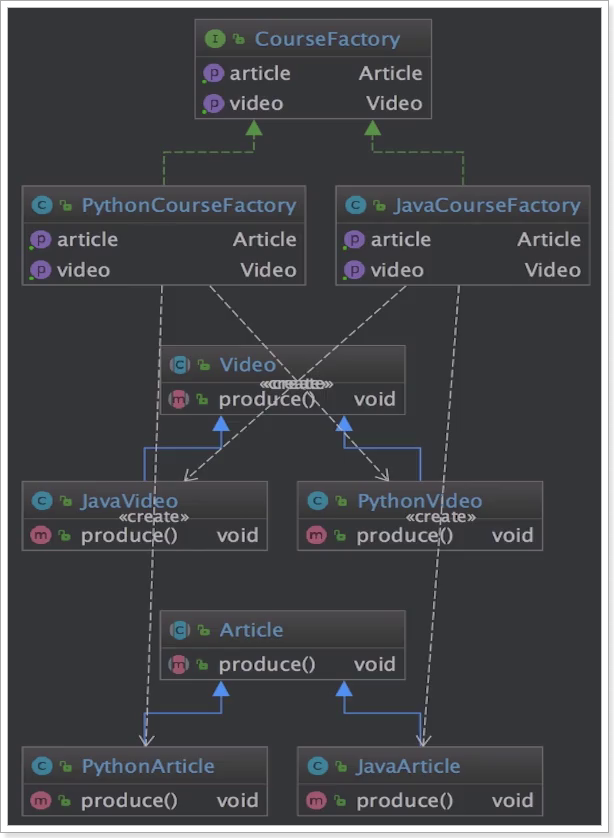 I CourseFactory
p article Article
p video Video
C PythonCourseFactory
p article Article
p video Video
C JavaCourseFactory
p article Article
p video Video
C Video
«create»
«create»
m produce() void
C JavaVideo
«create»
m produce() void
C PythonVideo
«create»
m produce() void
C Article
m produce() void
C PythonArticle
m produce() void
C JavaArticle
m produce() void